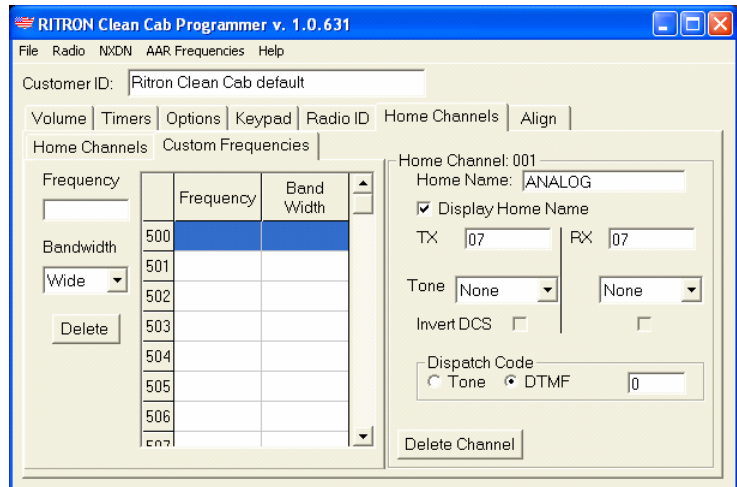 RITRON Clean Cab Programmer v. 1.0.631
File Radio NXDN AAR Frequencies Help
Customer ID: Ritron Clean Cab default
Volume Timers Options Keypad Radio ID Home Channels Align
Home Channels Custom Frequencies
Frequency
Bandwidth
Wide
Delete
Frequency Band Width
500
501
502
503
504
505
506
507
Home Channel: 001
Home Name: ANALOG
Display Home Name
TX 07 RX 07
Tone None None
Invert DCS
Dispatch Code
Tone DTMF 0
Delete Channel